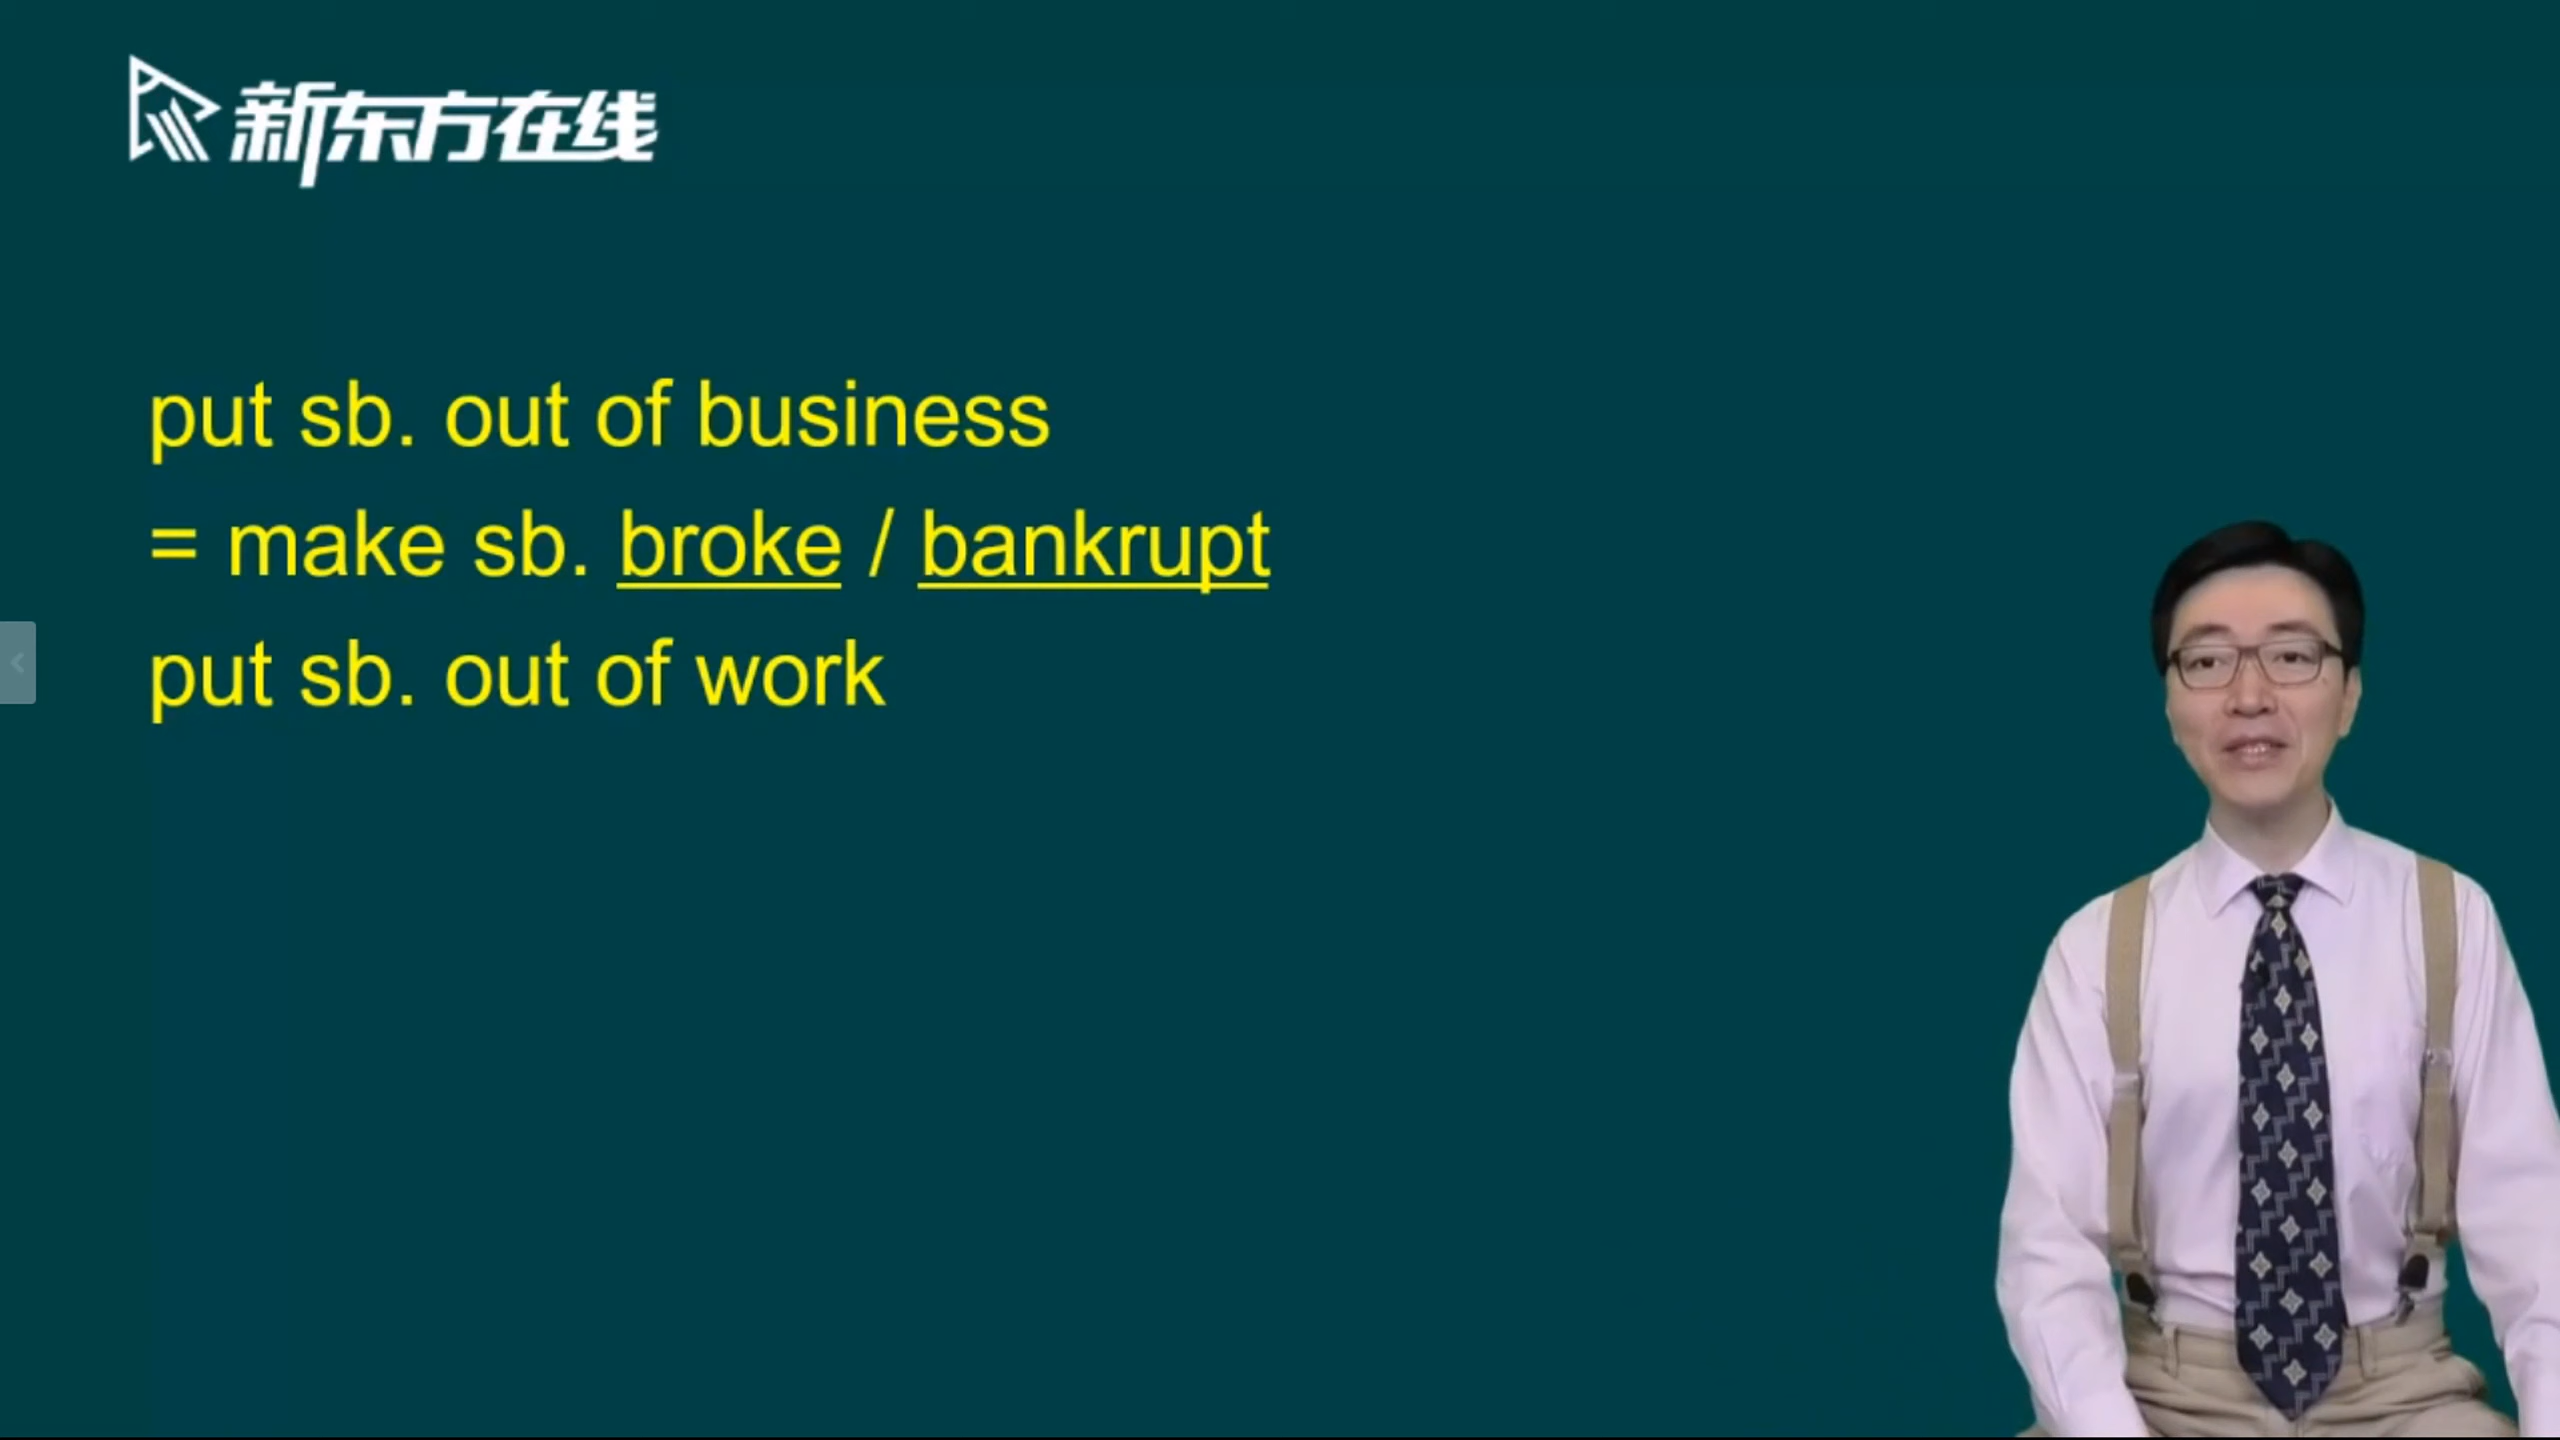 新东方在线
put sb. out of business
= make sb. broke / bankrupt
put sb. out of work